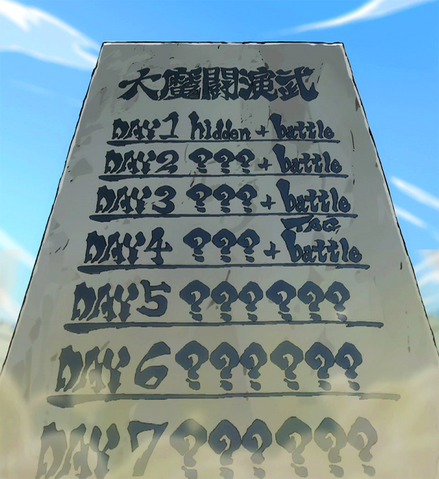 大魔闘演武
DAY1 hidden + battle
DAY2 ??? + battle
DAY3 ??? + battle
DAY4 ??? + TAG battle
DAY5 ??????
DAY6 ??????
DAY7 ??????